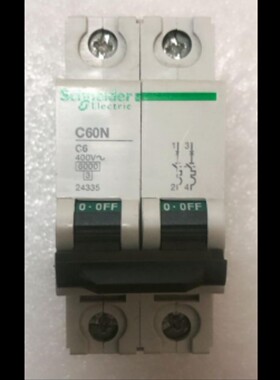 Schneider
Electric
C60N
C6
400V~
6000
3
24335
1 3
2 4
O·OFF O·OFF